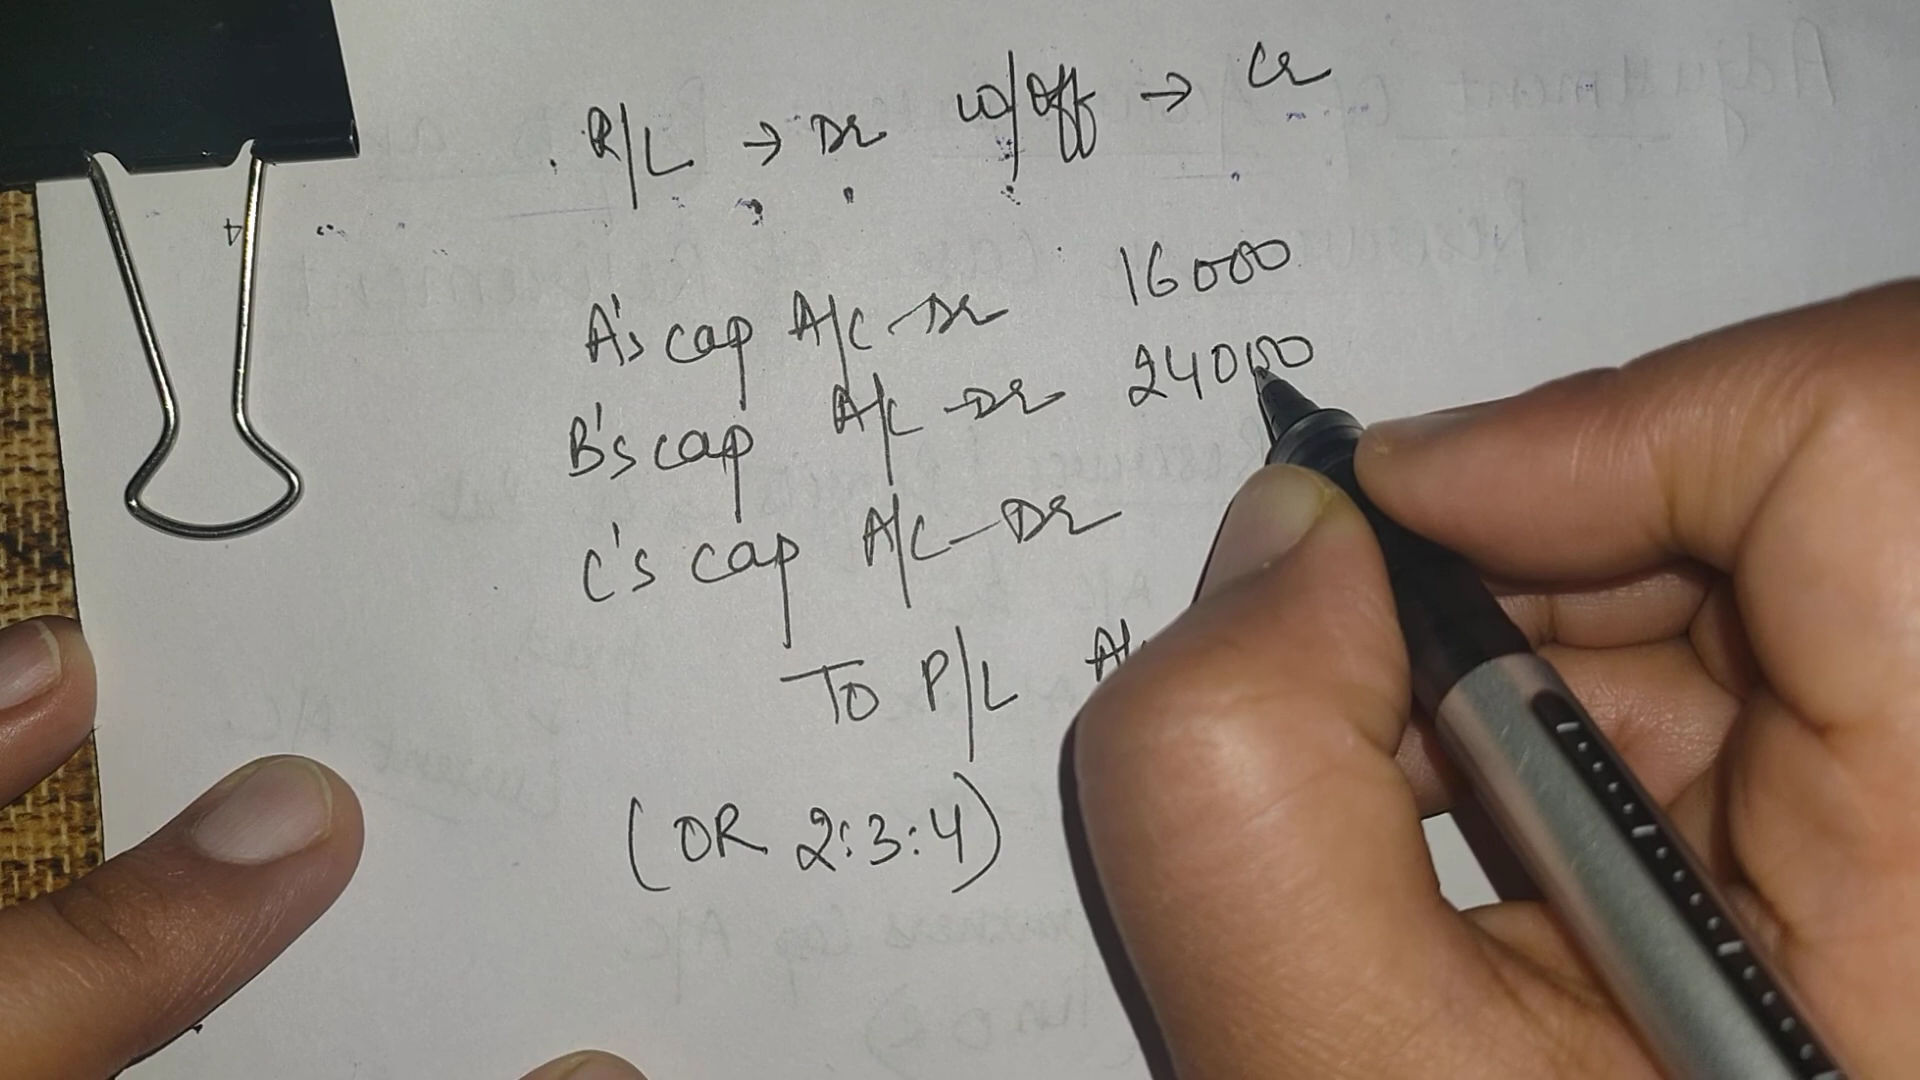 P/L → Dr w/off → Cr
A's cap A/C Dr 16000
B's cap A/C Dr 24000
C's cap A/C Dr
To P/L A/
(OR 2:3:4)